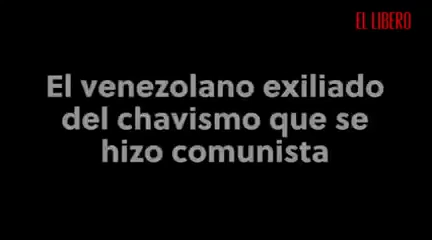 EL LIBERO
El venezolano exiliado
del chavismo que se
hizo comunista